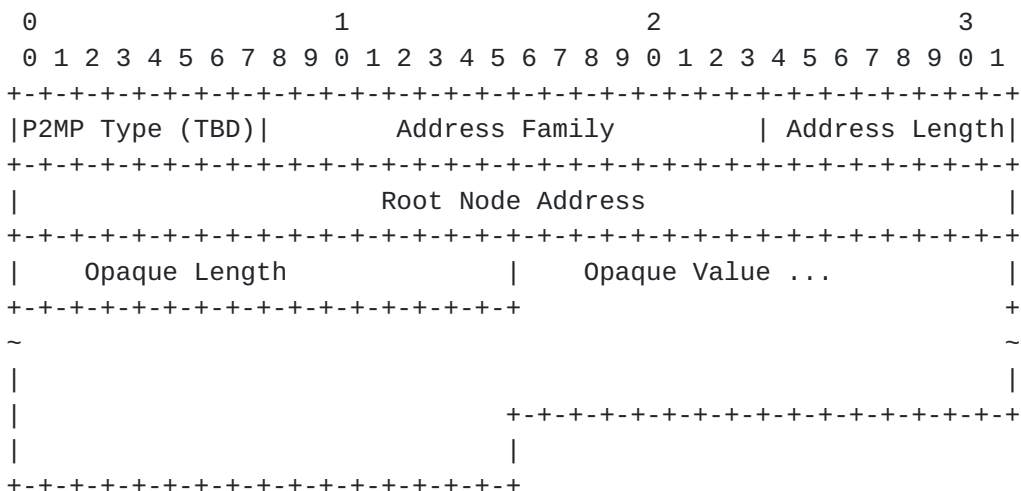 0                   1                   2                   3
 0 1 2 3 4 5 6 7 8 9 0 1 2 3 4 5 6 7 8 9 0 1 2 3 4 5 6 7 8 9 0 1
+-+-+-+-+-+-+-+-+-+-+-+-+-+-+-+-+-+-+-+-+-+-+-+-+-+-+-+-+-+-+-+-+
|P2MP Type (TBD)|        Address Family         | Address Length|
+-+-+-+-+-+-+-+-+-+-+-+-+-+-+-+-+-+-+-+-+-+-+-+-+-+-+-+-+-+-+-+-+
|                       Root Node Address                       |
+-+-+-+-+-+-+-+-+-+-+-+-+-+-+-+-+-+-+-+-+-+-+-+-+-+-+-+-+-+-+-+-+
|    Opaque Length              |    Opaque Value ...           |
+-+-+-+-+-+-+-+-+-+-+-+-+-+-+-+-+                               +
~                                                               ~
|                                                               |
|                               +-+-+-+-+-+-+-+-+-+-+-+-+-+-+-+-+
|                               |
+-+-+-+-+-+-+-+-+-+-+-+-+-+-+-+-+